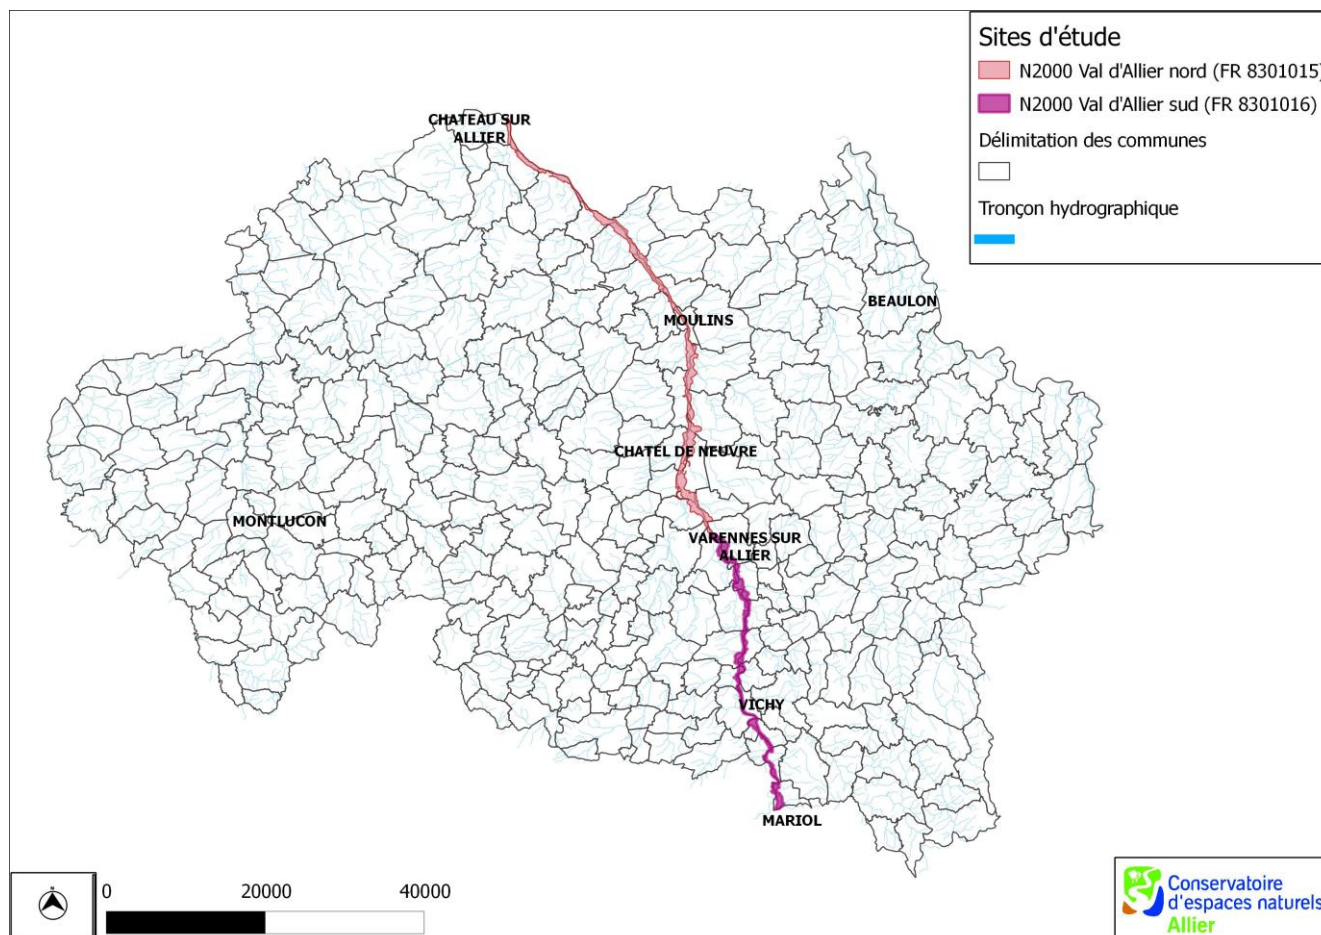 Sites d'étude
N2000 Val d'Allier nord (FR 8301015)
N2000 Val d'Allier sud (FR 8301016)
Délimitation des communes
Tronçon hydrographique
CHATEAU SUR
ALLIER
BEAULON
MOULINS
CHATEL DE NEUVRE
MONTLUCON
VARENNES SUR
ALLIER
VICHY
MARIOL
N
0 20000 40000
Conservatoire
d'espaces naturels
Allier